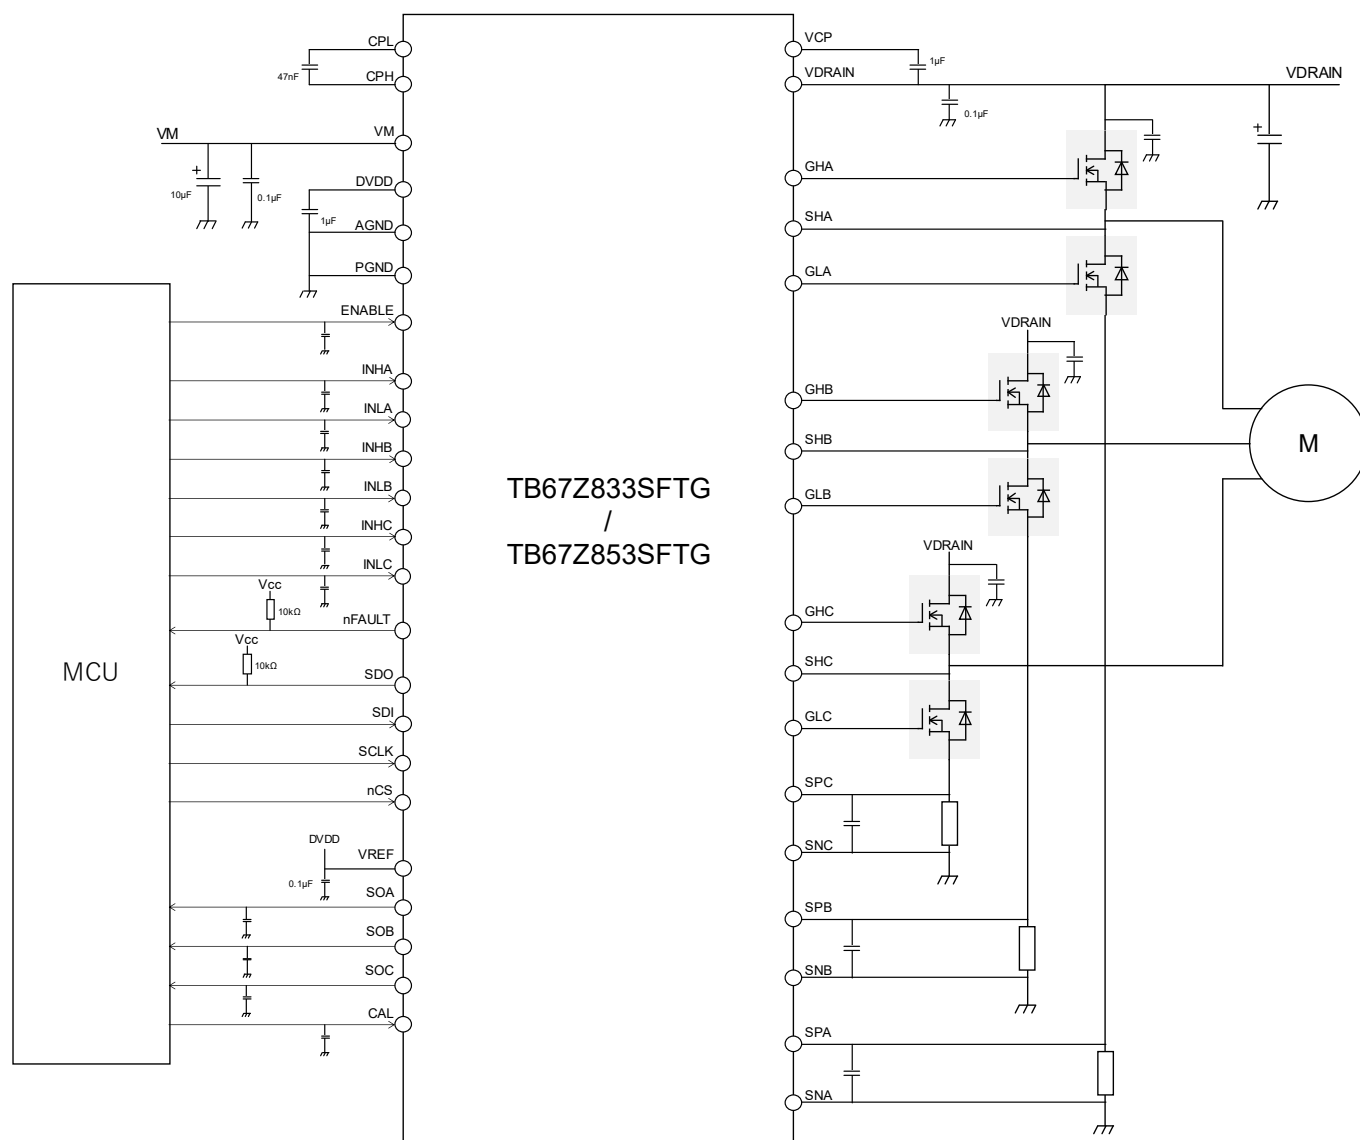 CPL
47nF
CPH
VM
VM
10μF
0.1μF
DVDD
1μF
AGND
PGND
MCU
ENABLE
INHA
INLA
INHB
INLB
INHC
INLC
Vcc
10kΩ
nFAULT
Vcc
10kΩ
SDO
SDI
SCLK
nCS
DVDD
VREF
0.1μF
SOA
SOB
SOC
CAL
TB67Z833SFTG
/
TB67Z853SFTG
VCP
1μF
VDRAIN
VDRAIN
0.1μF
+
+
GHA
SHA
GLA
VDRAIN
GHB
SHB
GLB
M
VDRAIN
GHC
SHC
GLC
SPC
SNC
SPB
SNB
SPA
SNA